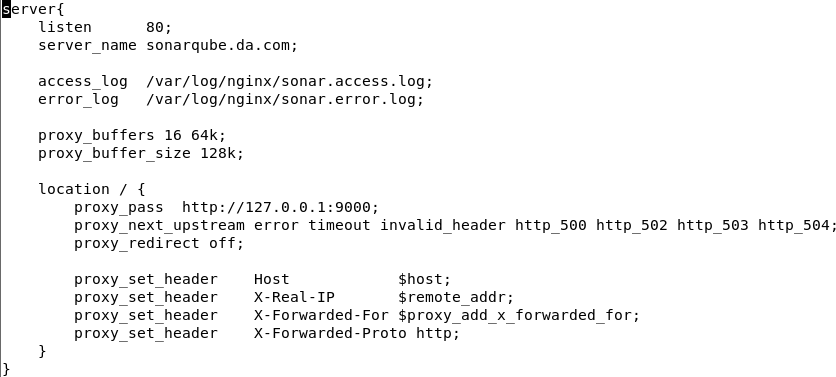 server{
    listen      80;
    server_name sonarqube.da.com;

    access_log  /var/log/nginx/sonar.access.log;
    error_log   /var/log/nginx/sonar.error.log;

    proxy_buffers 16 64k;
    proxy_buffer_size 128k;

    location / {
        proxy_pass  http://127.0.0.1:9000;
        proxy_next_upstream error timeout invalid_header http_500 http_502 http_503 http_504;
        proxy_redirect off;

        proxy_set_header    Host            $host;
        proxy_set_header    X-Real-IP       $remote_addr;
        proxy_set_header    X-Forwarded-For $proxy_add_x_forwarded_for;
        proxy_set_header    X-Forwarded-Proto http;
    }
}